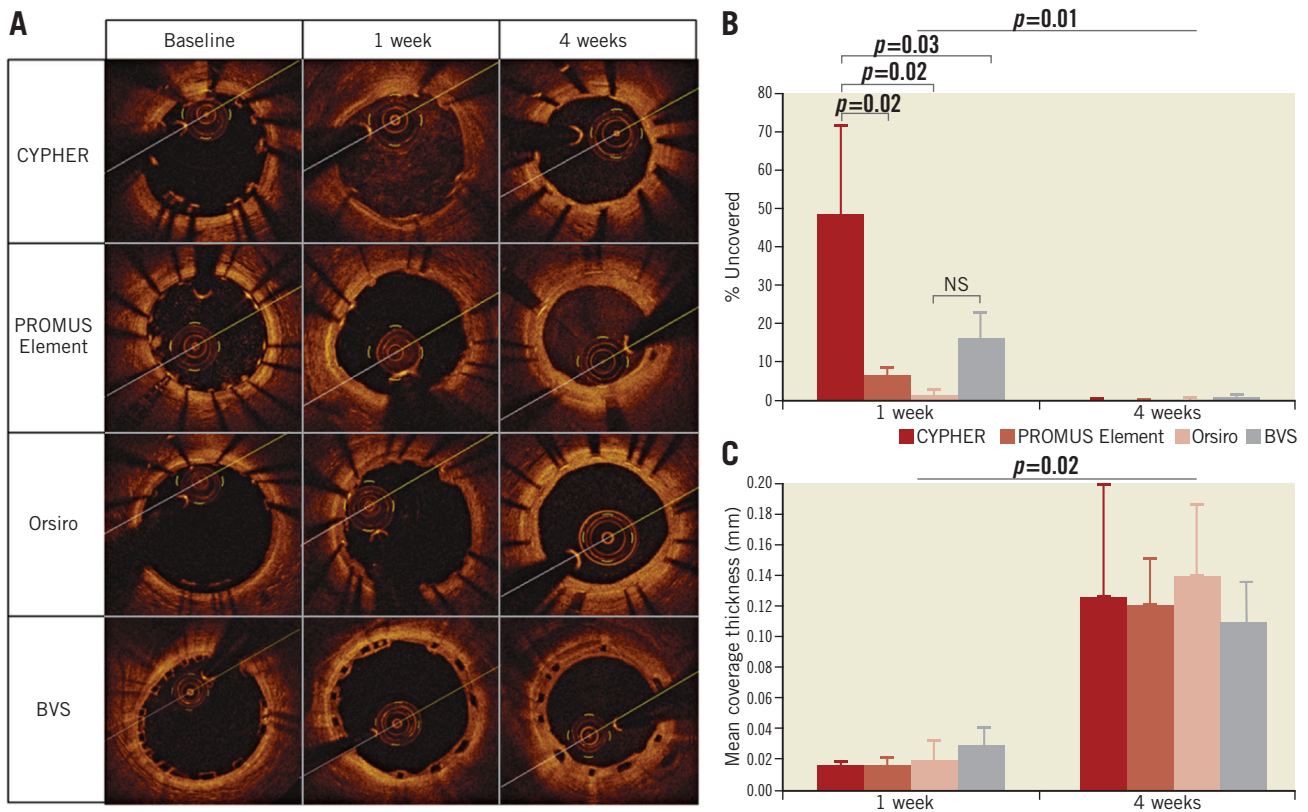 A
Baseline
1 week
4 weeks
CYPHER
PROMUS
Element
Orsiro
BVS
B
p=0.01
p=0.03
p=0.02
p=0.02
NS
% Uncovered
80
70
60
50
40
30
20
10
0
1 week
4 weeks
CYPHER PROMUS Element Orsiro BVS
C
p=0.02
Mean coverage thickness (mm)
0.20
0.18
0.16
0.14
0.12
0.10
0.08
0.06
0.04
0.02
0.00
1 week
4 weeks